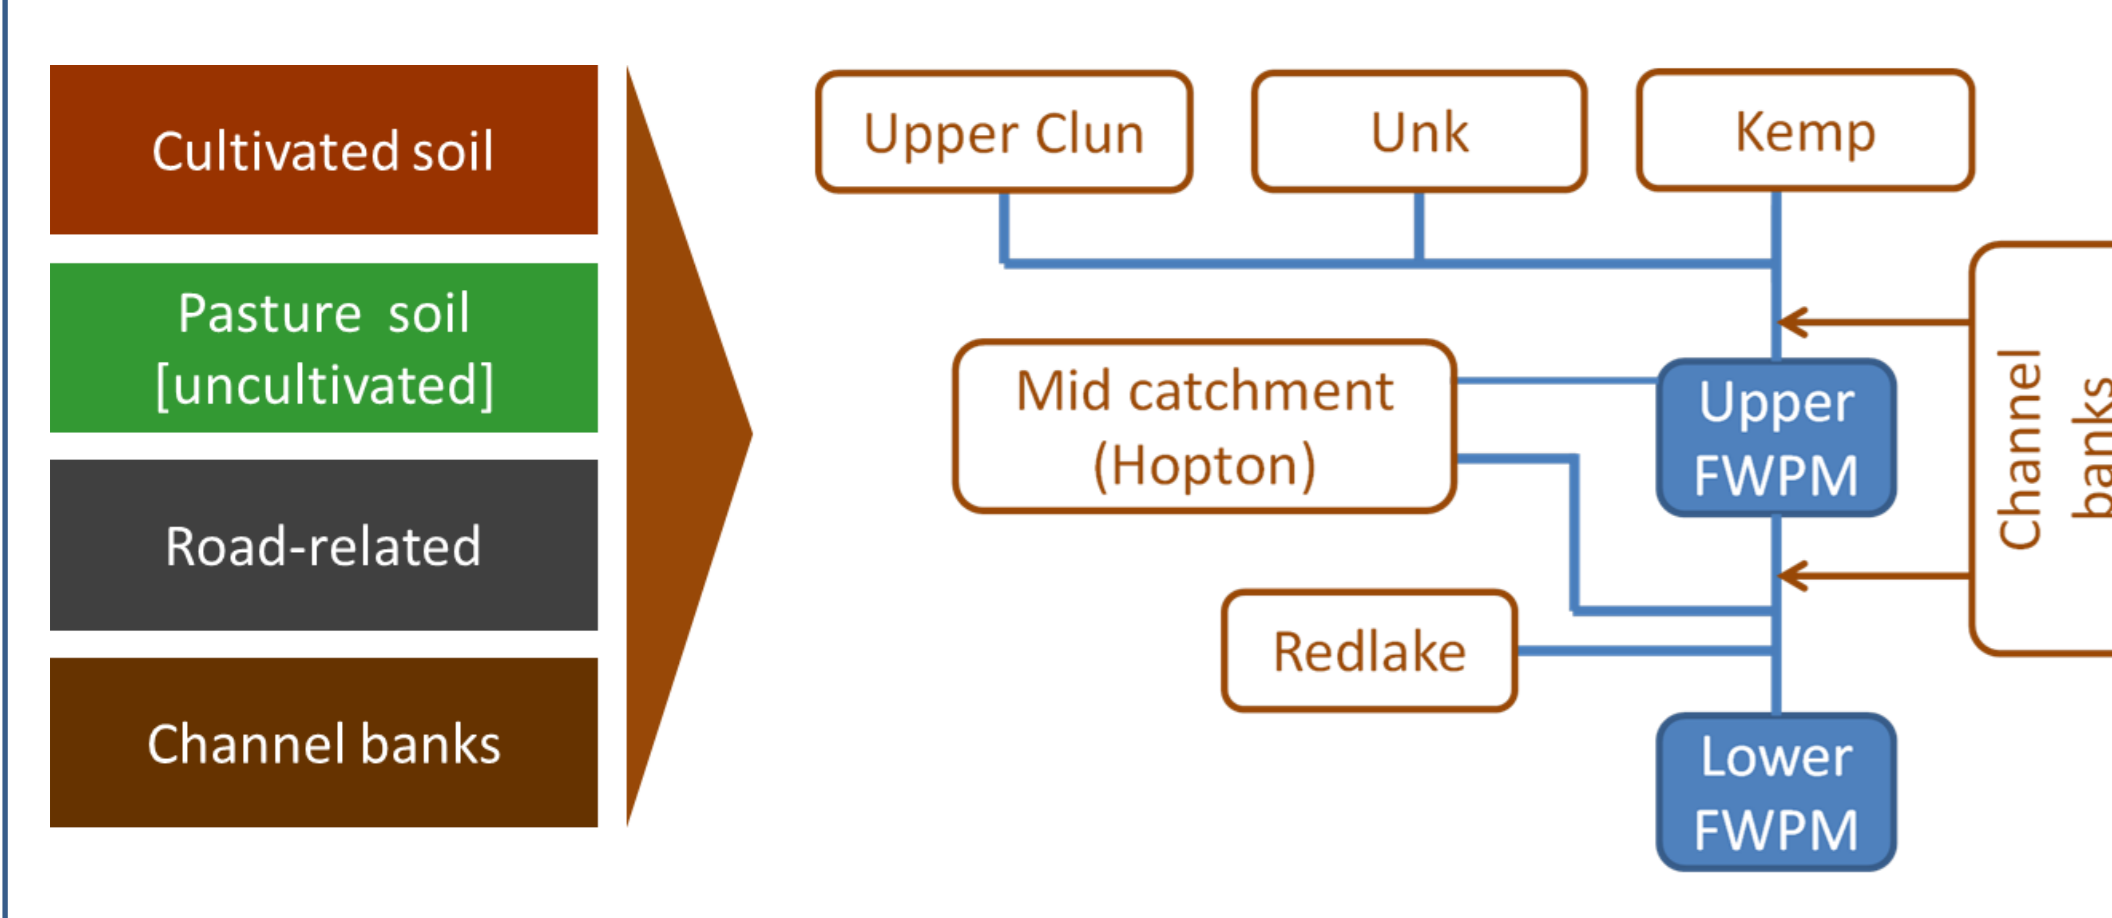 Cultivated soil
Pasture soil
[uncultivated]
Road-related
Channel banks
Upper Clun
Unk
Kemp
Mid catchment
(Hopton)
Upper
FWPM
Redlake
Lower
FWPM
Channel
banks